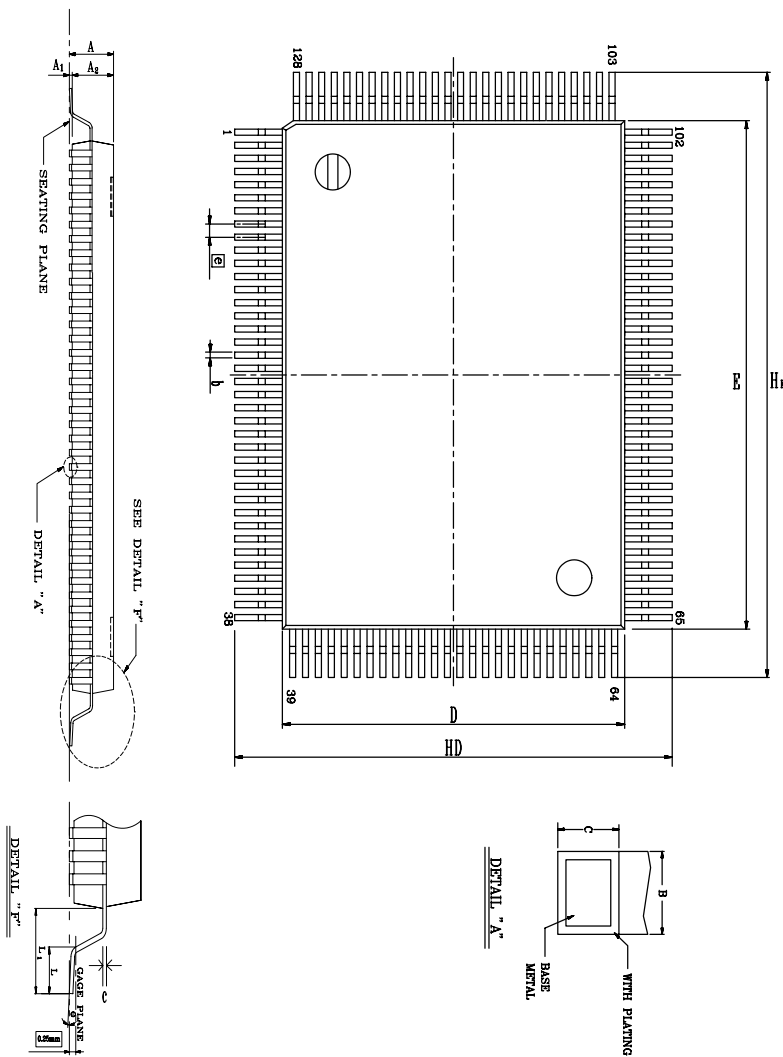 A
A₁
A₂
SEATING PLANE
DETAIL "A"
SEE DETAIL "F"
128
103
1
102
e
b
E
38
65
39
64
D
HD
C
B
DETAIL "A"
BASE
METAL
WITH PLATING
DETAIL "F"
L₁
L
C
GAGE PLANE
0.25mm